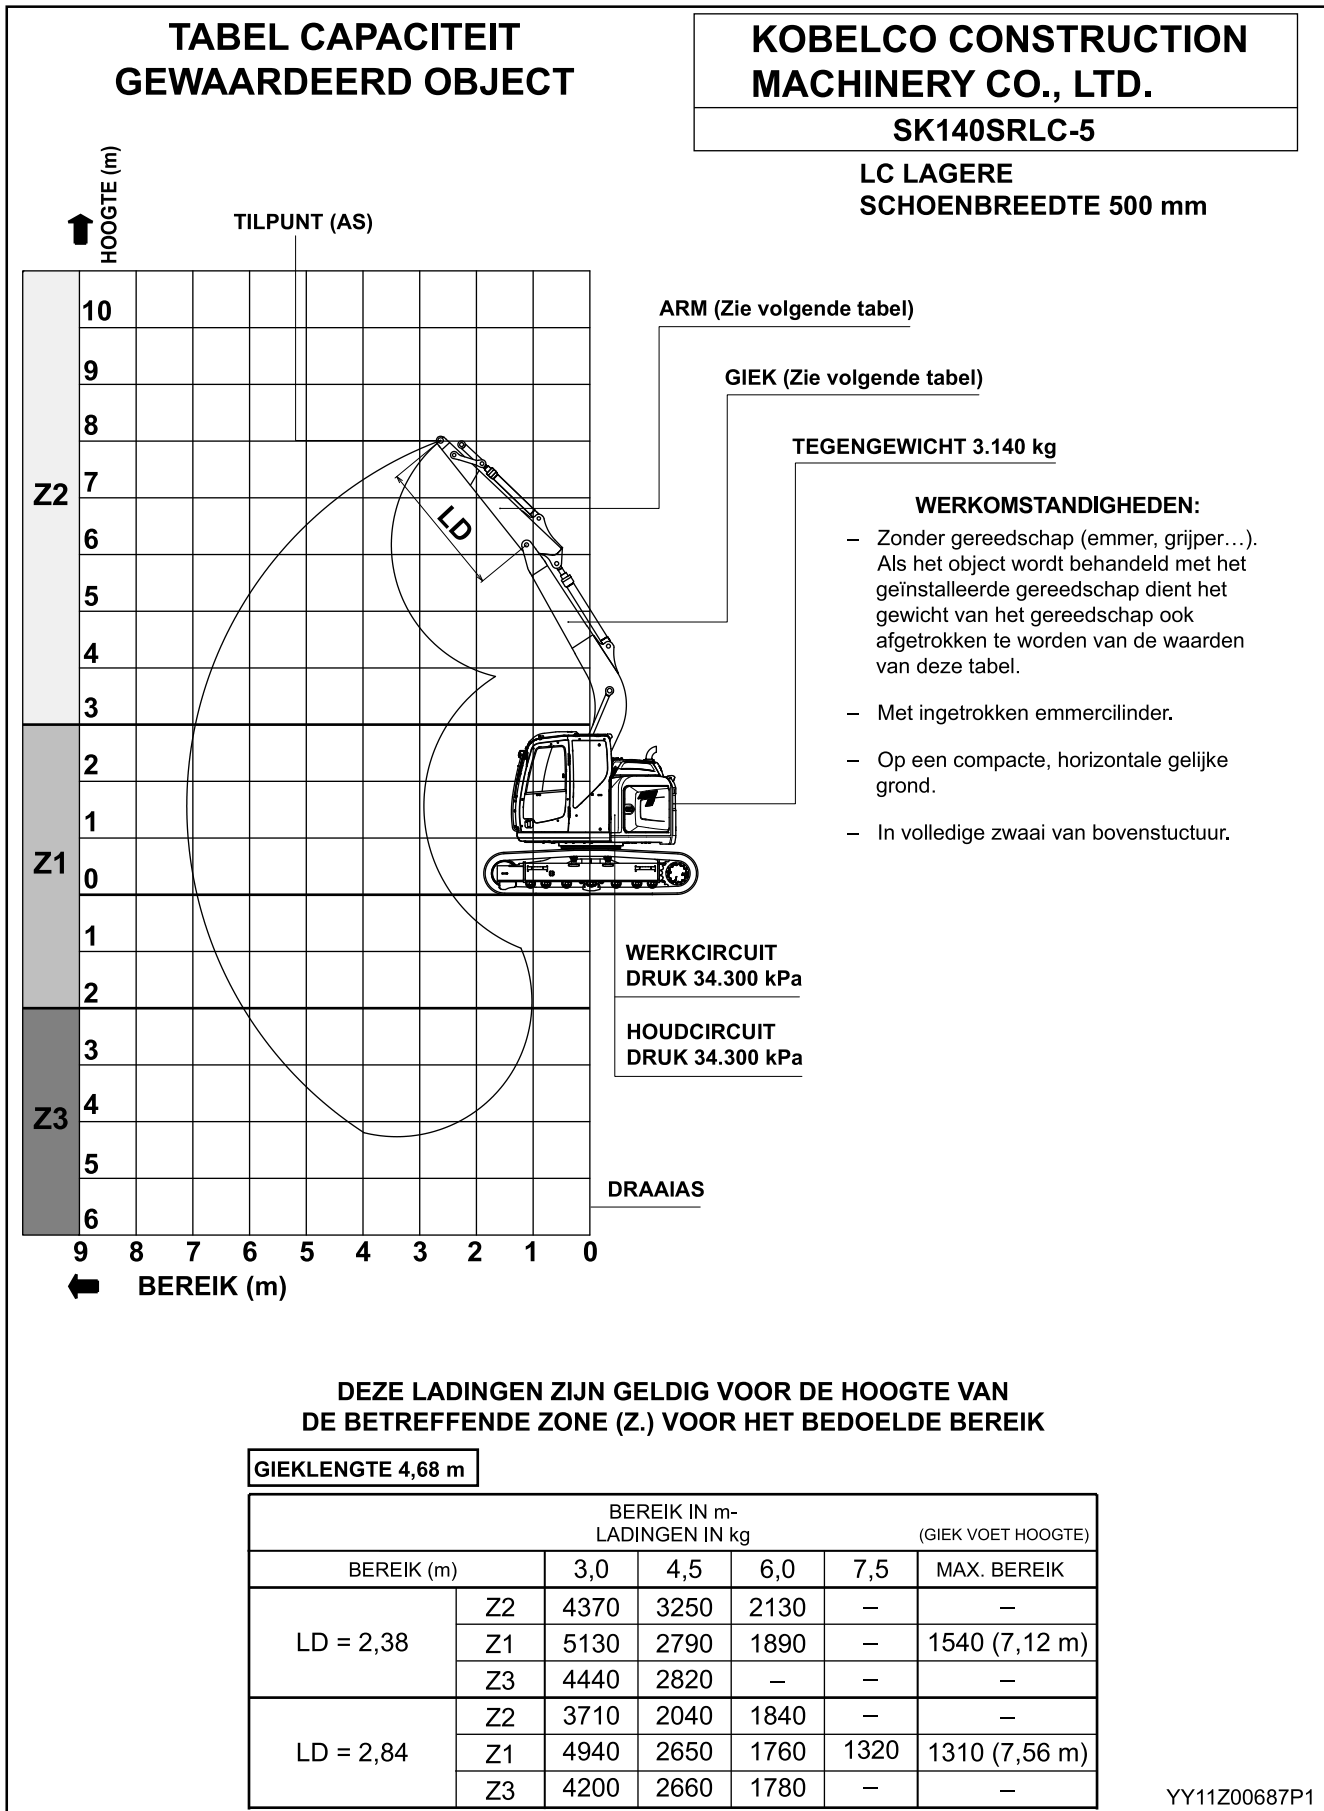 TABEL CAPACITEIT
GEWAARDEERD OBJECT
KOBELCO CONSTRUCTION
MACHINERY CO., LTD.
SK140SRLC-5
LC LAGERE
SCHOENBREEDTE 500 mm
HOOGTE (m)
TILPUNT (AS)
ARM (Zie volgende tabel)
GIEK (Zie volgende tabel)
TEGENGEWICHT 3.140 kg
WERKOMSTANDIGHEDEN:
– Zonder gereedschap (emmer, grijper…).
Als het object wordt behandeld met het
geïnstalleerde gereedschap dient het
gewicht van het gereedschap ook
afgetrokken te worden van de waarden
van deze tabel.
– Met ingetrokken emmercilinder.
– Op een compacte, horizontale gelijke
grond.
– In volledige zwaai van bovenstuctuur.
10
9
8
7
6
5
4
3
2
1
0
1
2
3
4
5
6
Z2
Z1
Z3
LD
WERKCIRCUIT
DRUK 34.300 kPa
HOUDCIRCUIT
DRUK 34.300 kPa
DRAAIAS
9 8 7 6 5 4 3 2 1 0
BEREIK (m)
DEZE LADINGEN ZIJN GELDIG VOOR DE HOOGTE VAN
DE BETREFFENDE ZONE (Z.) VOOR HET BEDOELDE BEREIK
GIEKLENGTE 4,68 m
BEREIK IN m-
LADINGEN IN kg (GIEK VOET HOOGTE)
BEREIK (m) 3,0 4,5 6,0 7,5 MAX. BEREIK
LD = 2,38
Z2 4370 3250 2130 – –
Z1 5130 2790 1890 – 1540 (7,12 m)
Z3 4440 2820 – – –
LD = 2,84
Z2 3710 2040 1840 – –
Z1 4940 2650 1760 1320 1310 (7,56 m)
Z3 4200 2660 1780 – –
YY11Z00687P1